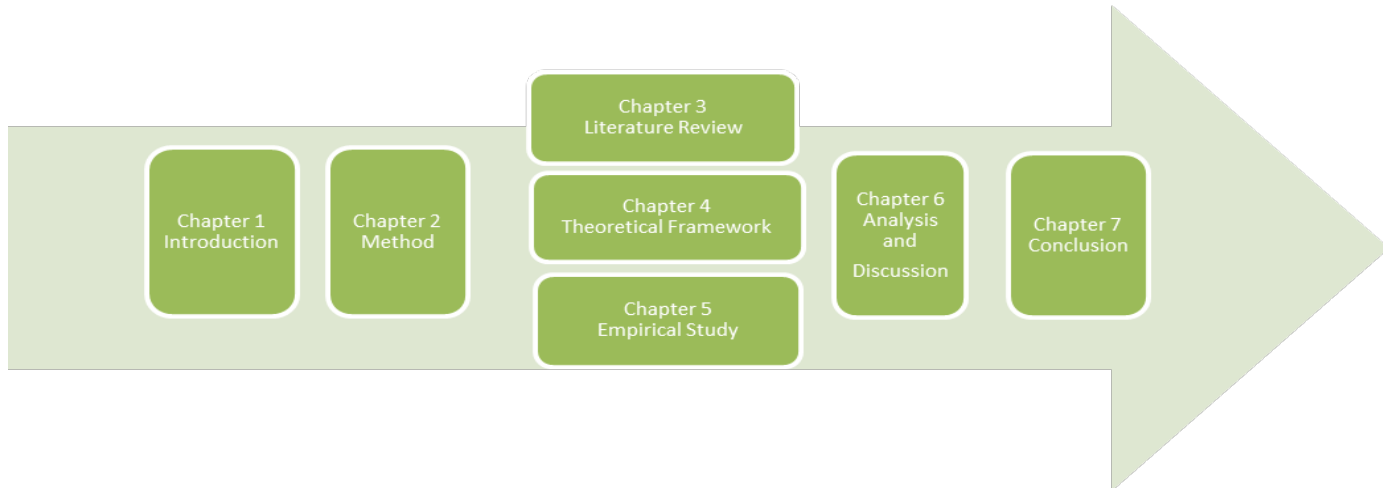 Chapter 1
Introduction
Chapter 2
Method
Chapter 3
Literature Review
Chapter 4
Theoretical Framework
Chapter 5
Empirical Study
Chapter 6
Analysis
and
Discussion
Chapter 7
Conclusion